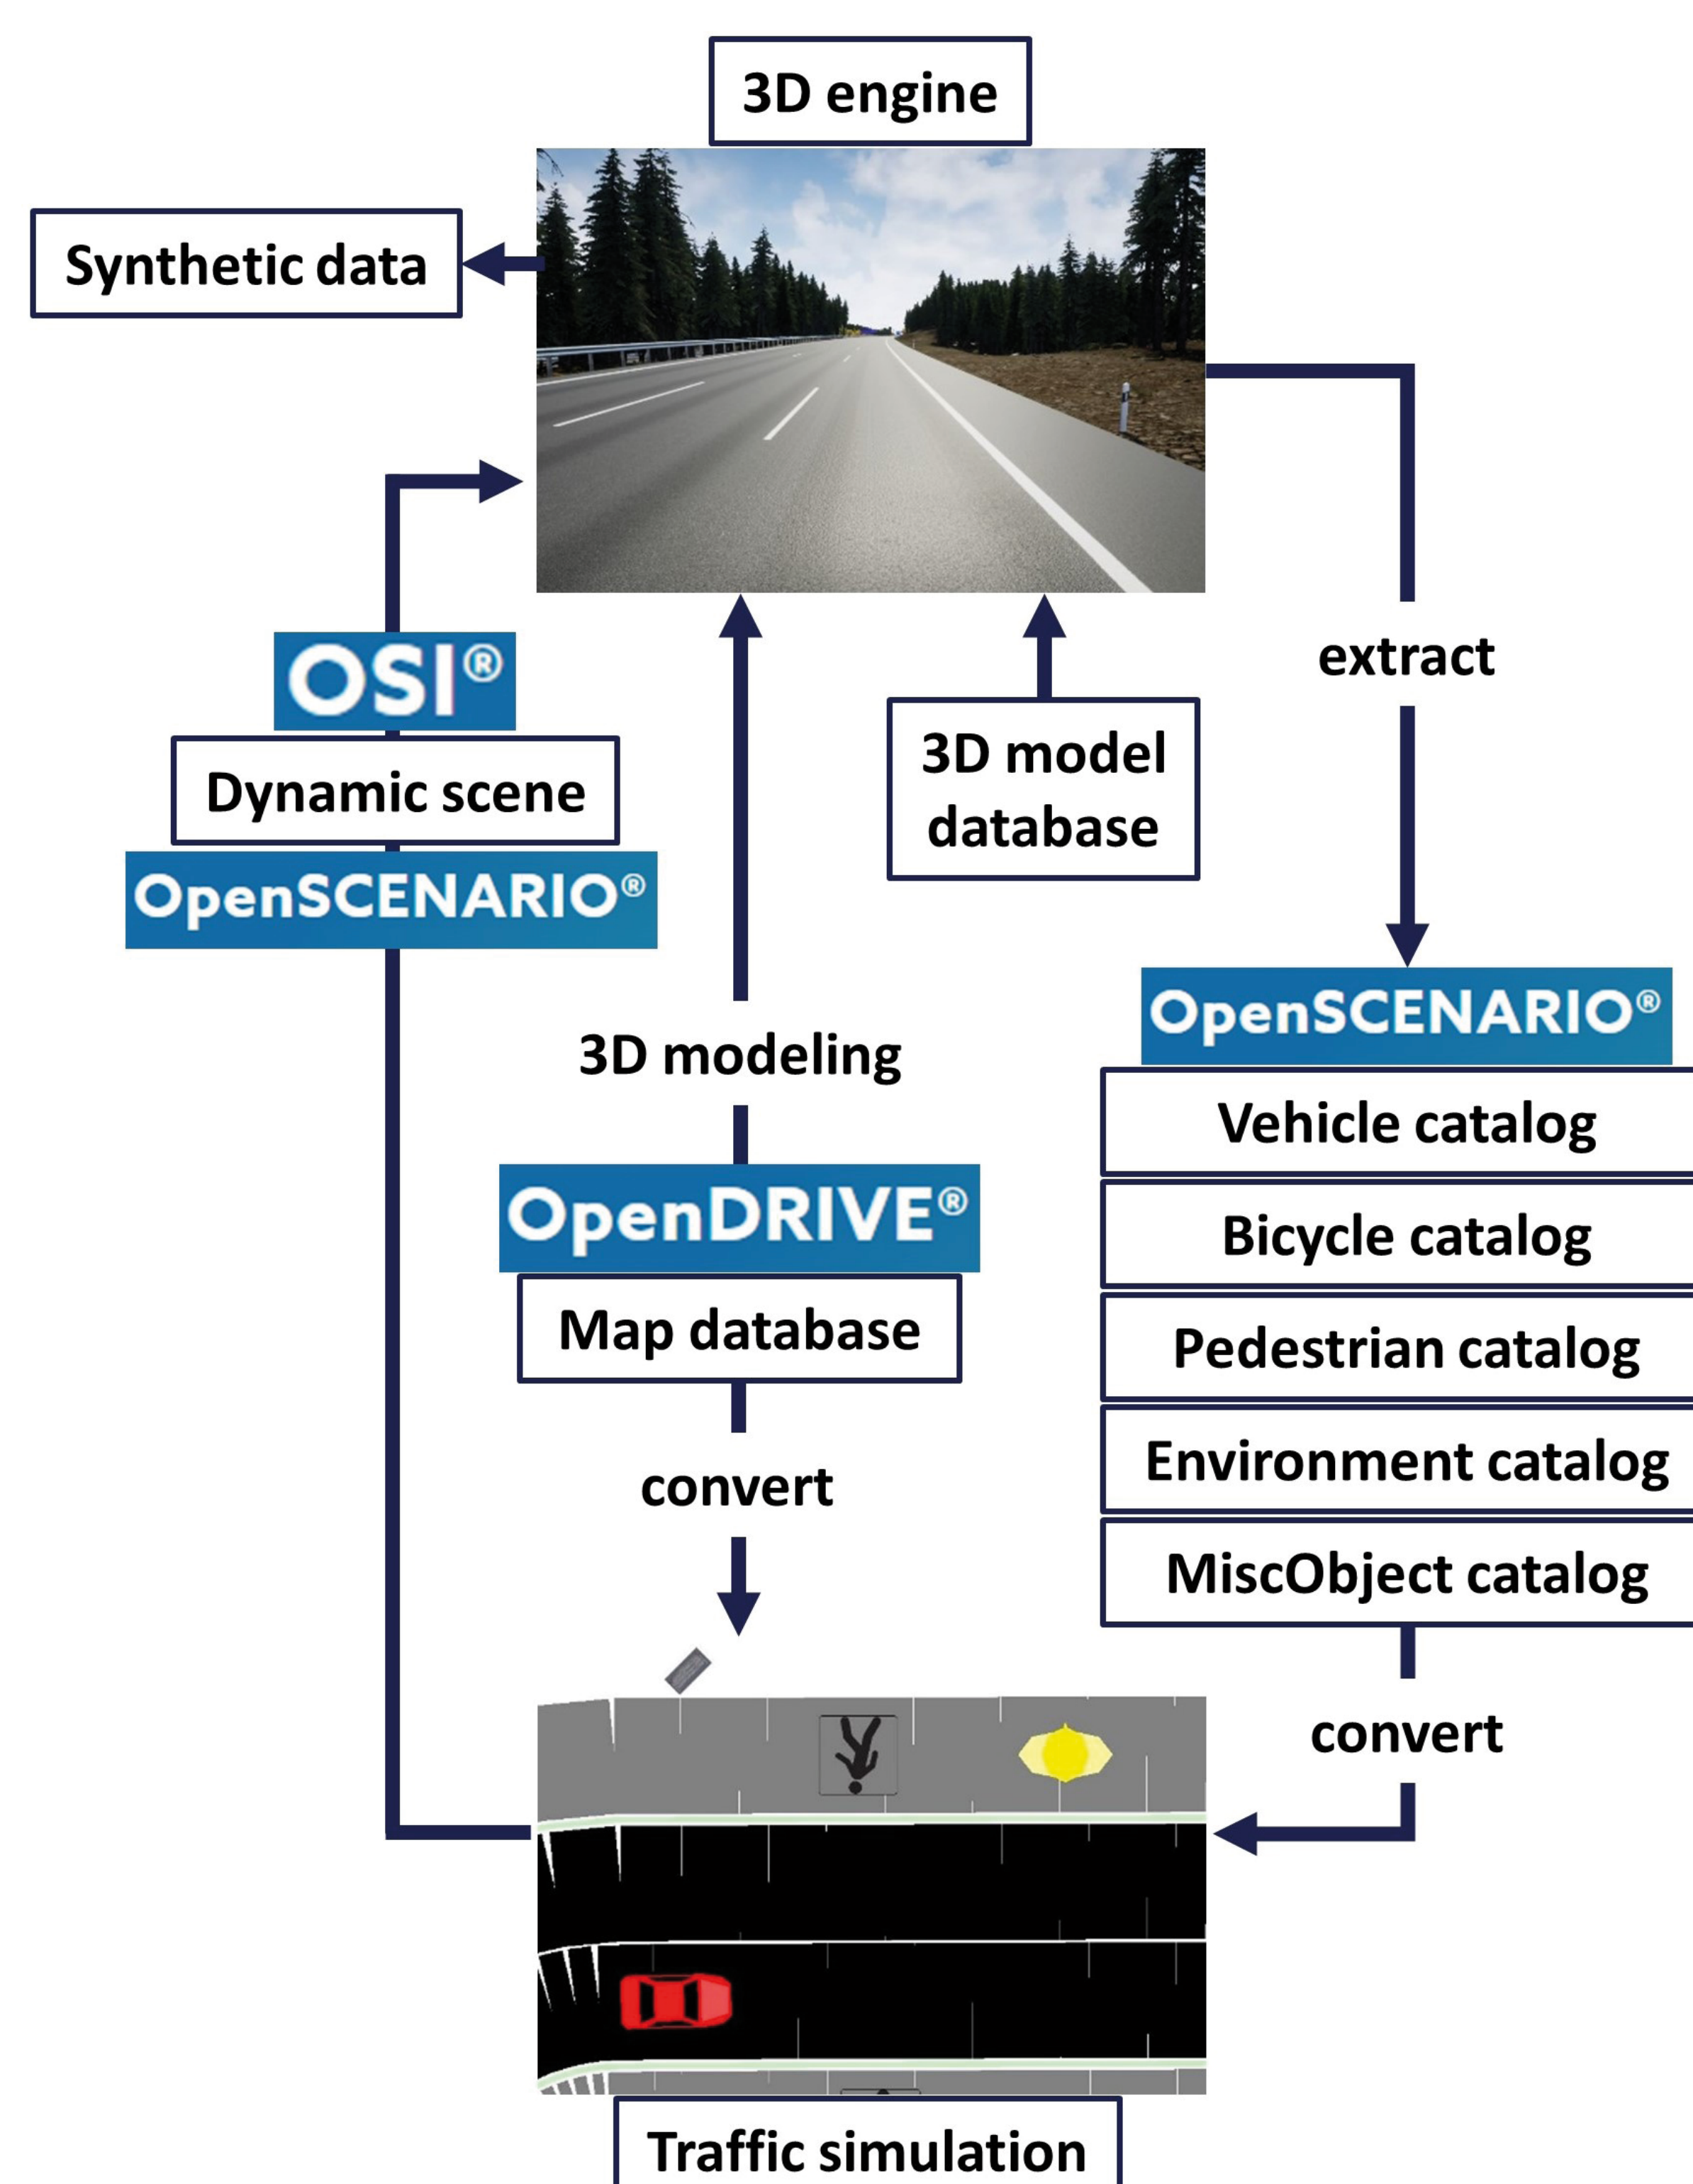 3D engine
Synthetic data
OSI®
Dynamic scene
OpenSCENARIO®
3D model
database
extract
3D modeling
OpenDRIVE®
Map database
convert
OpenSCENARIO®
Vehicle catalog
Bicycle catalog
Pedestrian catalog
Environment catalog
MiscObject catalog
convert
Traffic simulation